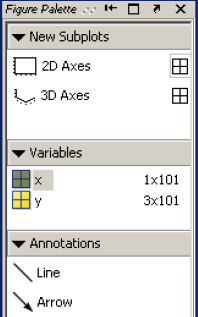 Figure Palette
New Subplots
2D Axes
3D Axes
Variables
x 1x101
y 3x101
Annotations
Line
Arrow